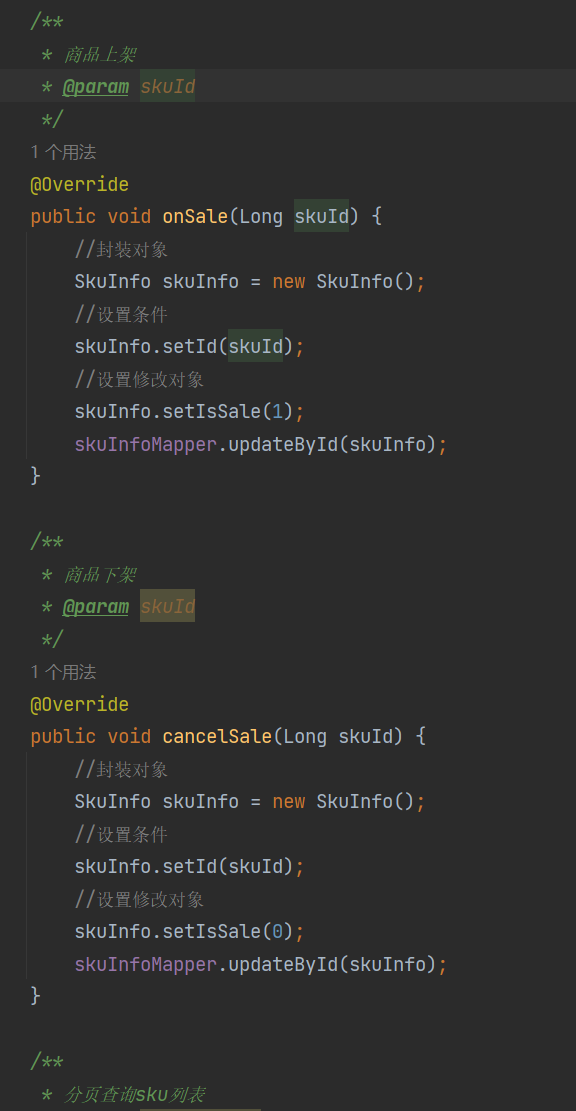 /**
* 商品上架
* @param skuId
*/
1 个用法
@Override
public void onSale(Long skuId) {
//封装对象
SkuInfo skuInfo = new SkuInfo();
//设置条件
skuInfo.setId(skuId);
//设置修改对象
skuInfo.setIsSale(1);
skuInfoMapper.updateById(skuInfo);
}
/**
* 商品下架
* @param skuId
*/
1 个用法
@Override
public void cancelSale(Long skuId) {
//封装对象
SkuInfo skuInfo = new SkuInfo();
//设置条件
skuInfo.setId(skuId);
//设置修改对象
skuInfo.setIsSale(0);
skuInfoMapper.updateById(skuInfo);
}
/**
* 分页查询sku列表